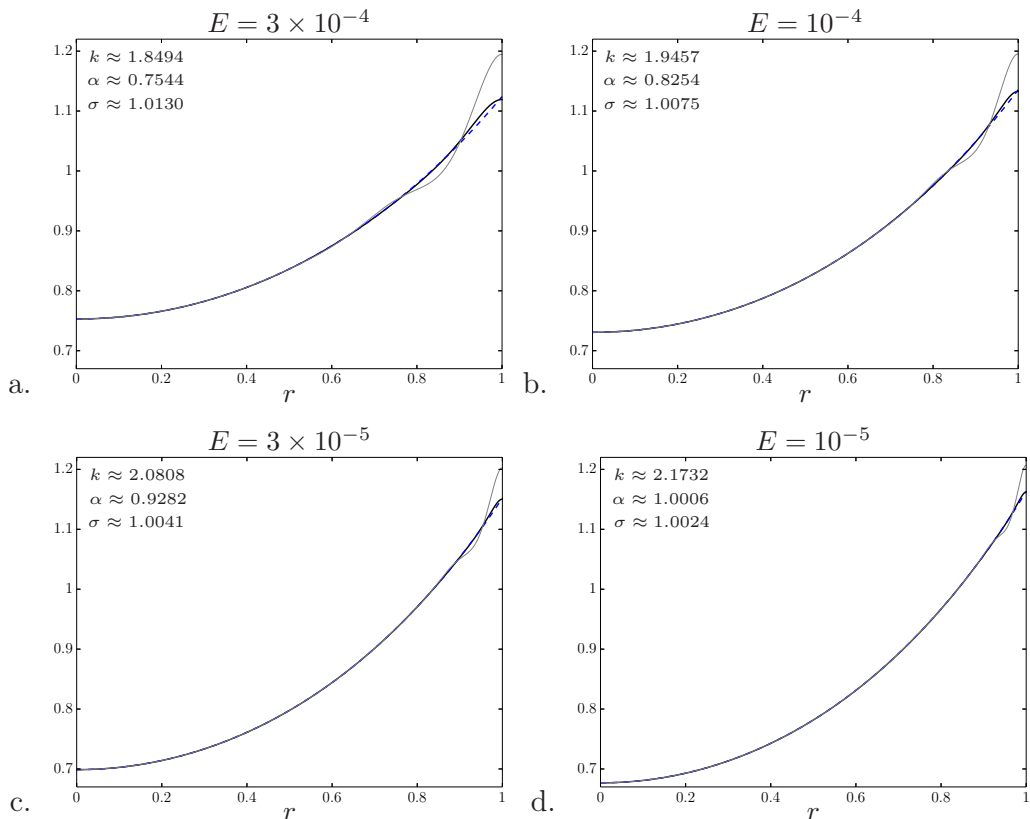 E = 3 × 10⁻⁴
k ≈ 1.8494
α ≈ 0.7544
σ ≈ 1.0130
1.2
1.1
1
0.9
0.8
0.7
0 0.2 0.4 0.6 0.8 1
a.
r
E = 10⁻⁴
k ≈ 1.9457
α ≈ 0.8254
σ ≈ 1.0075
1.2
1.1
1
0.9
0.8
0.7
0 0.2 0.4 0.6 0.8 1
b.
r
E = 3 × 10⁻⁵
k ≈ 2.0808
α ≈ 0.9282
σ ≈ 1.0041
1.2
1.1
1
0.9
0.8
0.7
0 0.2 0.4 0.6 0.8 1
c.
r
E = 10⁻⁵
k ≈ 2.1732
α ≈ 1.0006
σ ≈ 1.0024
1.2
1.1
1
0.9
0.8
0.7
0 0.2 0.4 0.6 0.8 1
d.
r